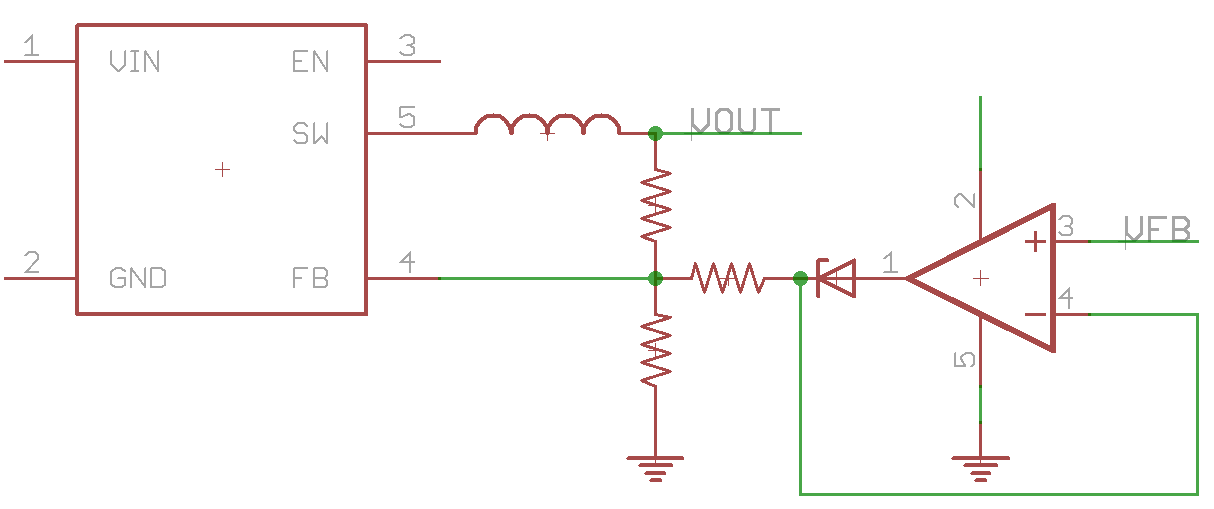 1 VIN EN 3
SW 5 VOUT
2 GND FB 4
1
2
3 VFB
+
4
−
5